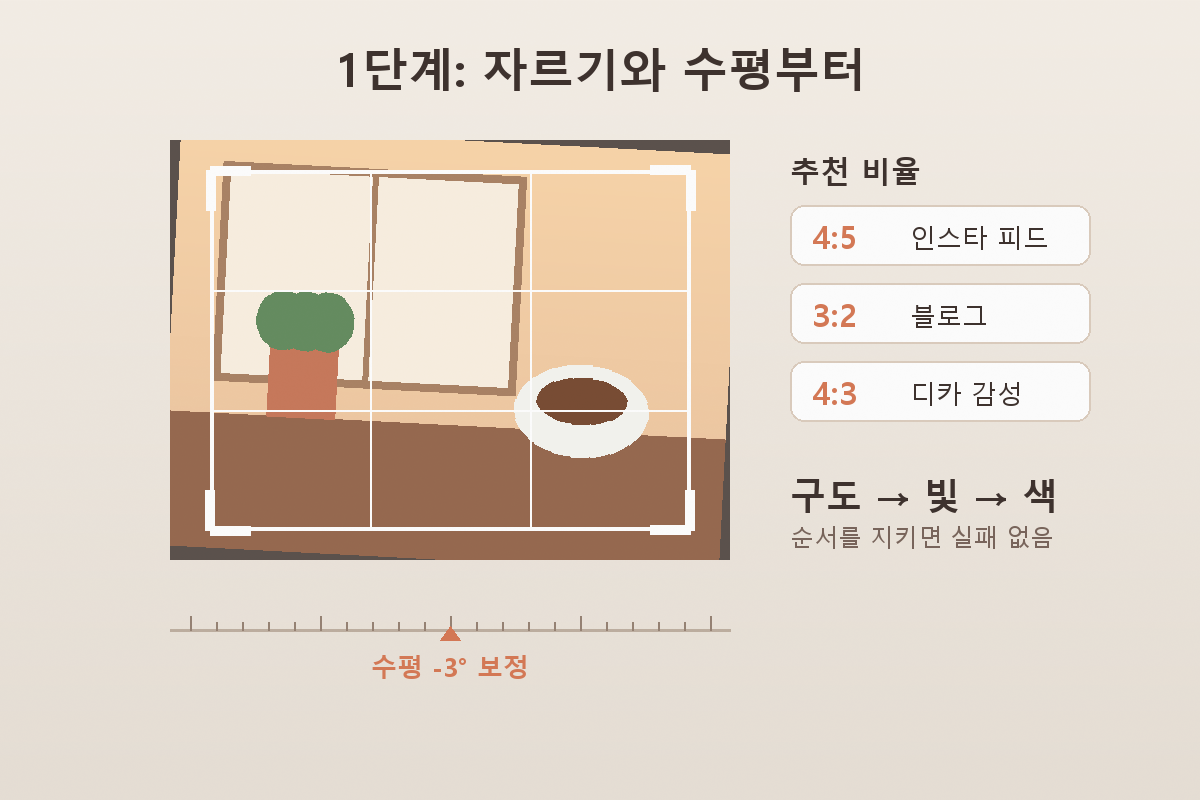 1단계: 자르기와 수평부터
추천 비율
4:5 인스타 피드
3:2 블로그
4:3 디카 감성
구도 → 빛 → 색
순서를 지키면 실패 없음
수평 -3° 보정